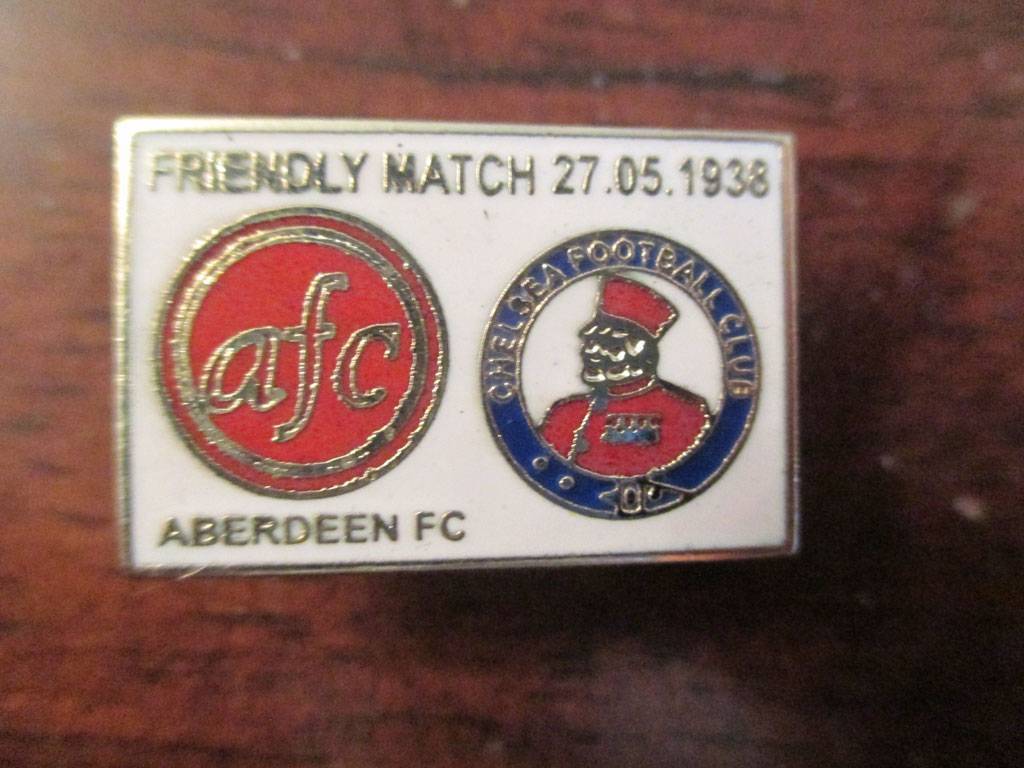 FRIENDLY MATCH 27.05.1938
afc
CHELSEA FOOTBALL CLUB
ABERDEEN FC